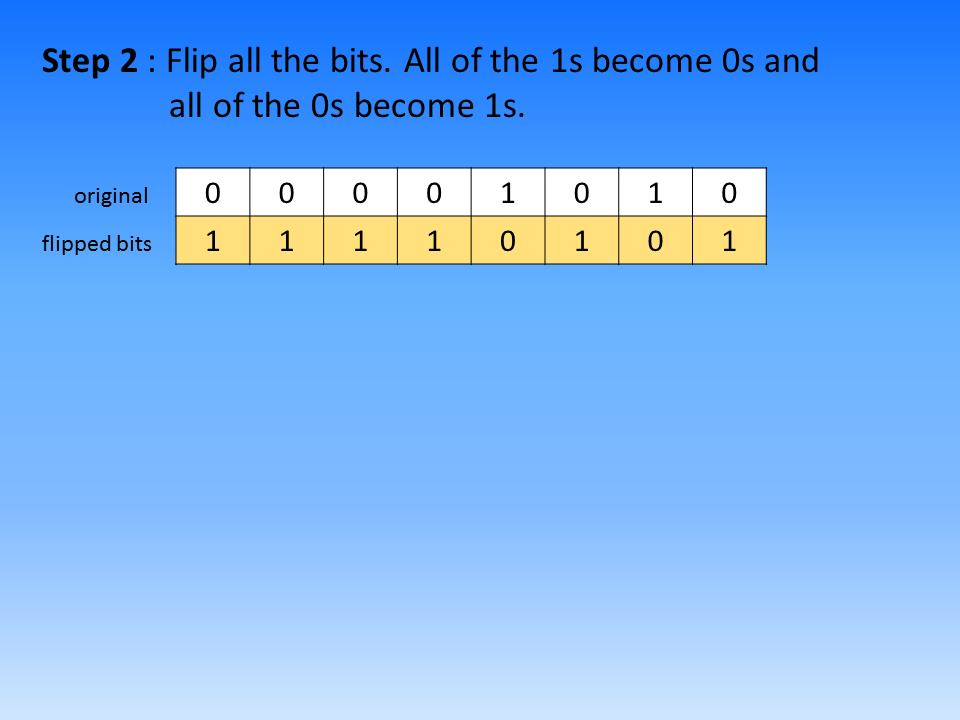 Step 2 : Flip all the bits. All of the 1s become 0s and
all of the 0s become 1s.
original 0 0 0 0 1 0 1 0
flipped bits 1 1 1 1 0 1 0 1